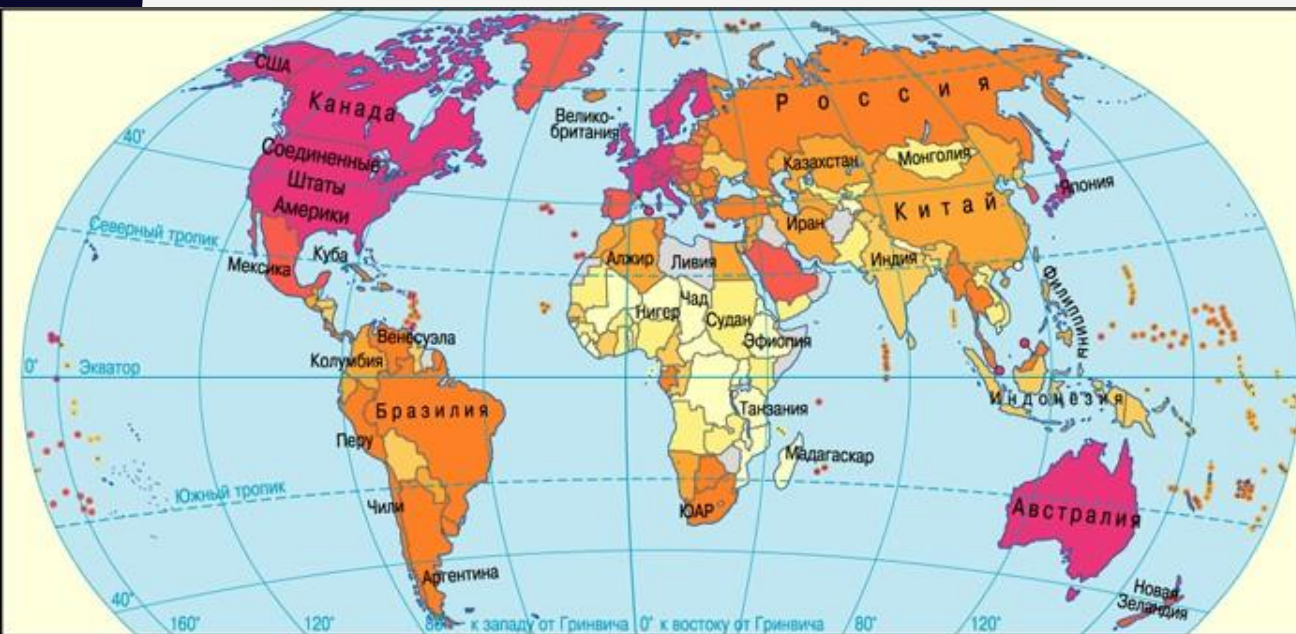 США
Канада
Велико-
британия
Россия
40°
Соединенные
Штаты
Америки
Казахстан
Монголия
Япония
Китай
Иран
Северный тропик
Куба
Мексика
Алжир
Ливия
Индия
Филиппины
Нигер
Чад
Судан
Эфиопия
Венесуэла
Колумбия
0°
Экватор
Бразилия
Индонезия
Танзания
Перу
Мадагаскар
Южный тропик
Чили
ЮАР
Австралия
Аргентина
Новая
Зеландия
40°
160°
120°
80°
к западу от Гринвича
0°
к востоку от Гринвича
80°
120°